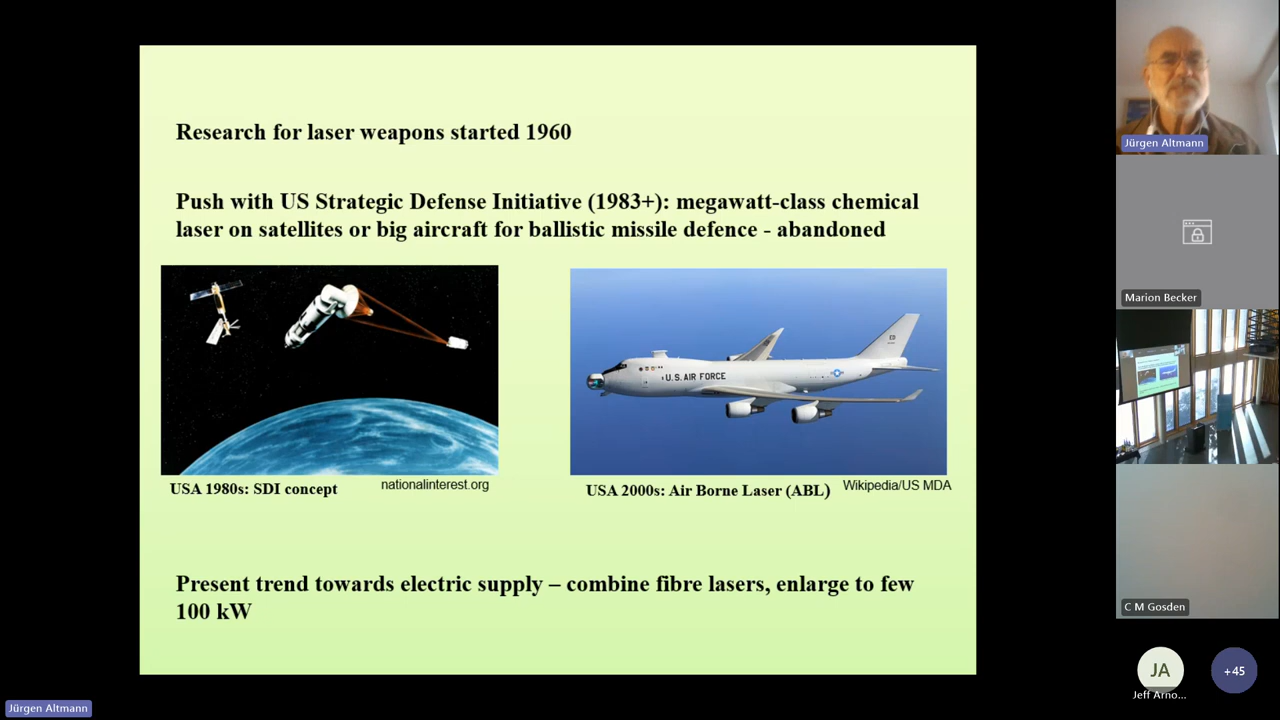 Research for laser weapons started 1960
Push with US Strategic Defense Initiative (1983+): megawatt-class chemical
laser on satellites or big aircraft for ballistic missile defence - abandoned
U.S. AIR FORCE
USA 1980s: SDI concept
nationalinterest.org
USA 2000s: Air Borne Laser (ABL)
Wikipedia/US MDA
Present trend towards electric supply – combine fibre lasers, enlarge to few
100 kW
Jürgen Altmann
Marion Becker
C M Gosden
JA
+45
Jeff Arno...
Jürgen Altmann